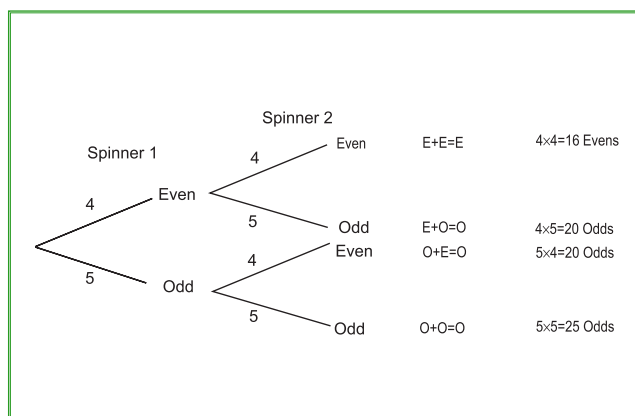 Spinner 2
Spinner 1
4 Even E+E=E 4×4=16 Evens
4 Even
5 Odd E+O=O 4×5=20 Odds
4 Even O+E=O 5×4=20 Odds
5 Odd
5 Odd O+O=O 5×5=25 Odds